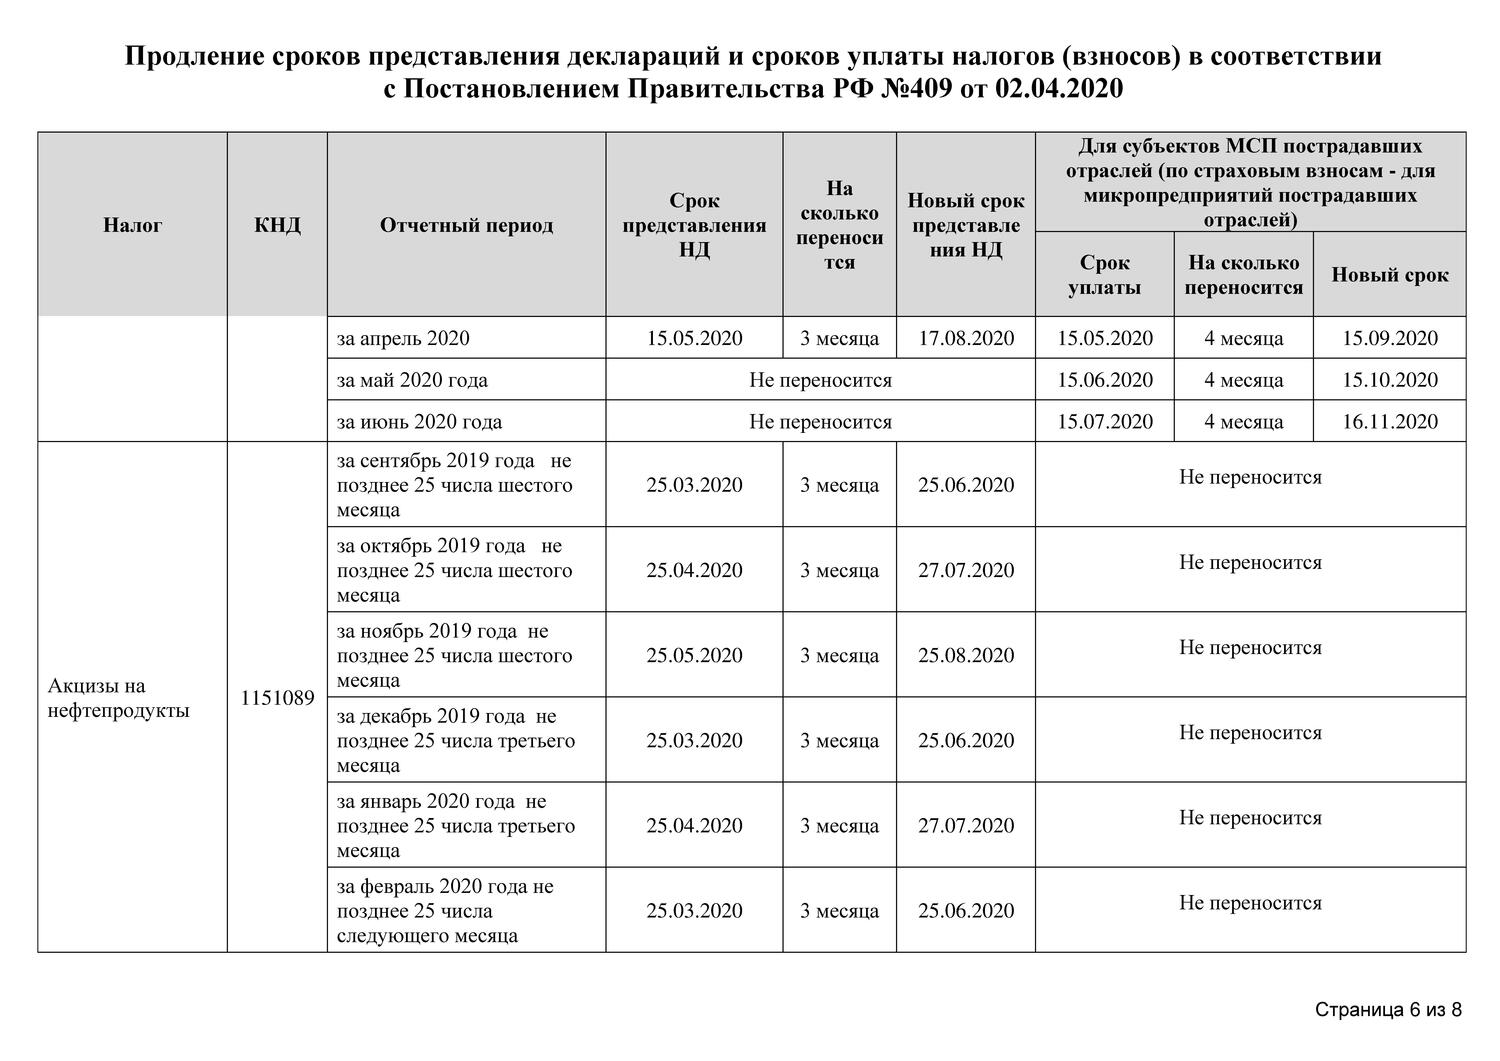 Продление сроков представления деклараций и сроков уплаты налогов (взносов) в соответствии
с Постановлением Правительства РФ №409 от 02.04.2020
Налог
КНД
Отчетный период
Срок
представления
НД
На
сколько
переноси
тся
Новый срок
представле
ния НД
Для субъектов МСП пострадавших
отраслей (по страховым взносам - для
микропредприятий пострадавших
отраслей)
Срок
уплаты
На сколько
переносится
Новый срок
за апрель 2020 15.05.2020 3 месяца 17.08.2020 15.05.2020 4 месяца 15.09.2020
за май 2020 года Не переносится 15.06.2020 4 месяца 15.10.2020
за июнь 2020 года Не переносится 15.07.2020 4 месяца 16.11.2020
Акцизы на
нефтепродукты
1151089
за сентябрь 2019 года не
позднее 25 числа шестого
месяца
25.03.2020 3 месяца 25.06.2020 Не переносится
за октябрь 2019 года не
позднее 25 числа шестого
месяца
25.04.2020 3 месяца 27.07.2020 Не переносится
за ноябрь 2019 года не
позднее 25 числа шестого
месяца
25.05.2020 3 месяца 25.08.2020 Не переносится
за декабрь 2019 года не
позднее 25 числа третьего
месяца
25.03.2020 3 месяца 25.06.2020 Не переносится
за январь 2020 года не
позднее 25 числа третьего
месяца
25.04.2020 3 месяца 27.07.2020 Не переносится
за февраль 2020 года не
позднее 25 числа
следующего месяца
25.03.2020 3 месяца 25.06.2020 Не переносится
Страница 6 из 8